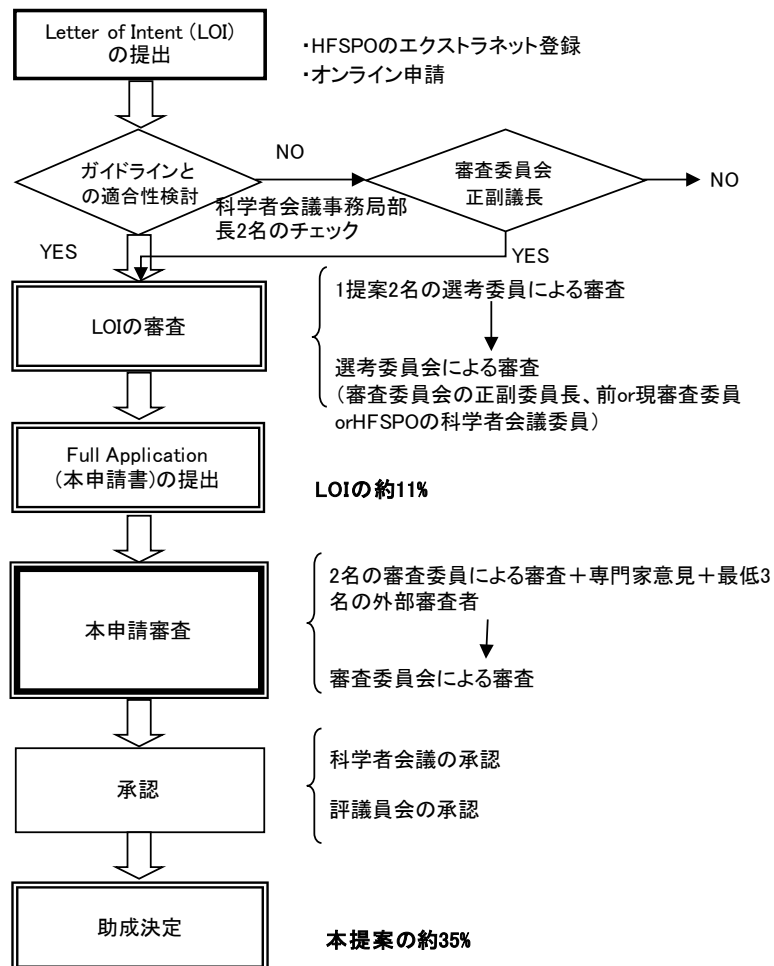 Letter of Intent (LOI)
の提出
・HFSPOのエクストラネット登録
・オンライン申請
ガイドラインと
の適合性検討
NO
審査委員会
正副議長
NO
科学者会議事務局部
長2名のチェック
YES
YES
LOIの審査
1提案2名の選考委員による審査
選考委員会による審査
(審査委員会の正副委員長、前or現審査委員
orHFSPOの科学者会議委員)
Full Application
(本申請書)の提出
LOIの約11%
本申請審査
2名の審査委員による審査+専門家意見+最低3
名の外部審査者
審査委員会による審査
承認
科学者会議の承認
評議員会の承認
助成決定
本提案の約35%